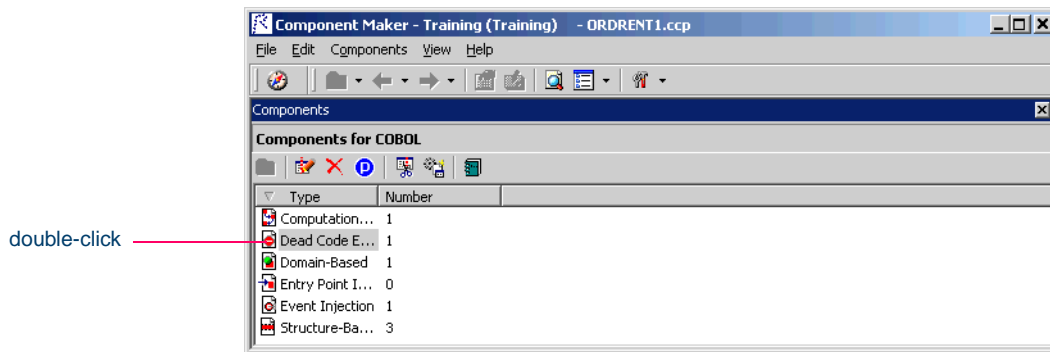 Component Maker - Training (Training) - ORDRENT1.ccp
File Edit Components View Help
Components
Components for COBOL
Type Number
Computation... 1
double-click
Dead Code E... 1
Domain-Based 1
Entry Point I... 0
Event Injection 1
Structure-Ba... 3